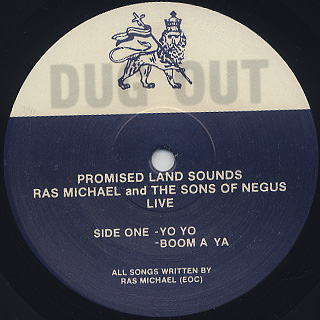 DUG OUT
PROMISED LAND SOUNDS
RAS MICHAEL and THE SONS OF NEGUS
LIVE
SIDE ONE -YO YO
-BOOM A YA
ALL SONGS WRITTEN BY
RAS MICHAEL (EOC)